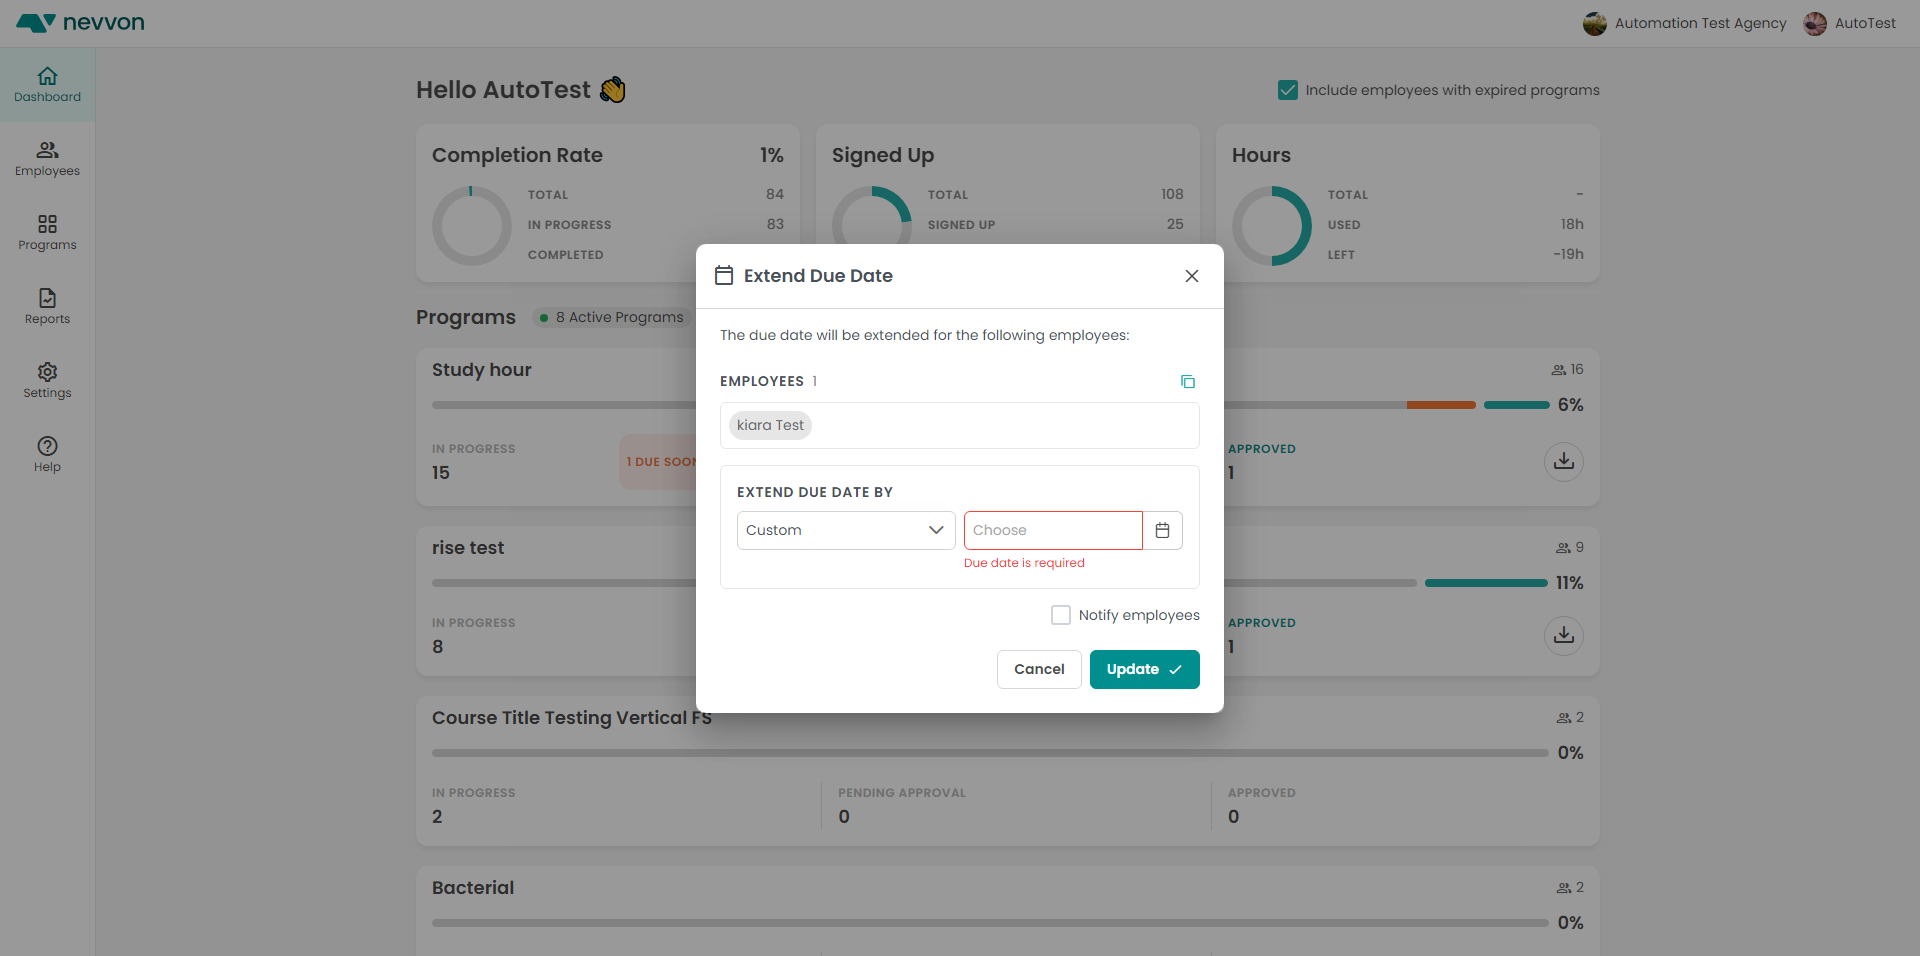 nevvon
Automation Test Agency
AutoTest
Dashboard
Employees
Programs
Reports
Settings
Help
Hello AutoTest 👋
Include employees with expired programs
Completion Rate 1%
TOTAL 84
IN PROGRESS 83
COMPLETED
Signed Up
TOTAL 108
SIGNED UP 25
Hours
TOTAL -
USED 18h
LEFT -19h
Programs 8 Active Programs
Study hour 16
6%
IN PROGRESS
15
1 DUE SOON
APPROVED
1
rise test 9
11%
IN PROGRESS
8
APPROVED
1
Course Title Testing Vertical FS 2
0%
IN PROGRESS
2
PENDING APPROVAL
0
APPROVED
0
Bacterial 2
0%
Extend Due Date
The due date will be extended for the following employees:
EMPLOYEES 1
kiara Test
EXTEND DUE DATE BY
Custom
Choose
Due date is required
Notify employees
Cancel
Update